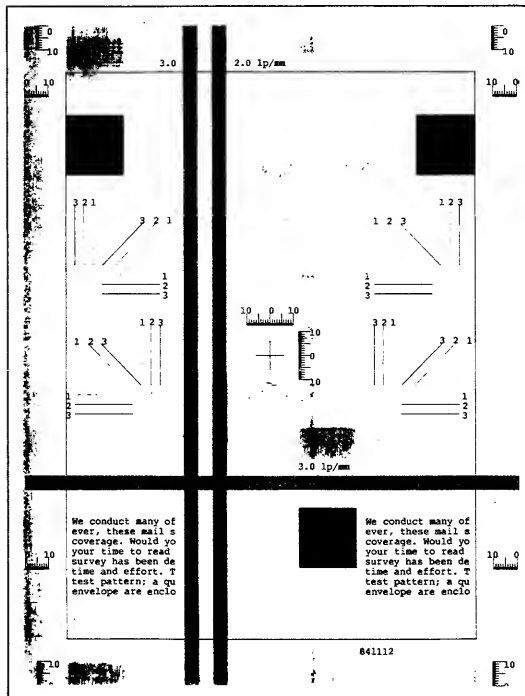 0
10
0
10
3.0
2.0 lp/mm
10 0
10 0
3 2 1
3 2 1
1
2
3
1 2 3
1 2 3
1
2
3
1 2 3
1 2 3
1
2
3
3 2 1
3 2 1
1
2
3
10 0 10
10
0
10
3.0 lp/mm
We conduct many of
ever, these mail s
coverage. Would yo
your time to read
survey has been de
time and effort. T
test pattern; a qu
envelope are enclo
We conduct many of
ever, these mail s
coverage. Would yo
your time to read
survey has been de
time and effort. T
test pattern; a qu
envelope are enclo
10
10 0
841112
10
10